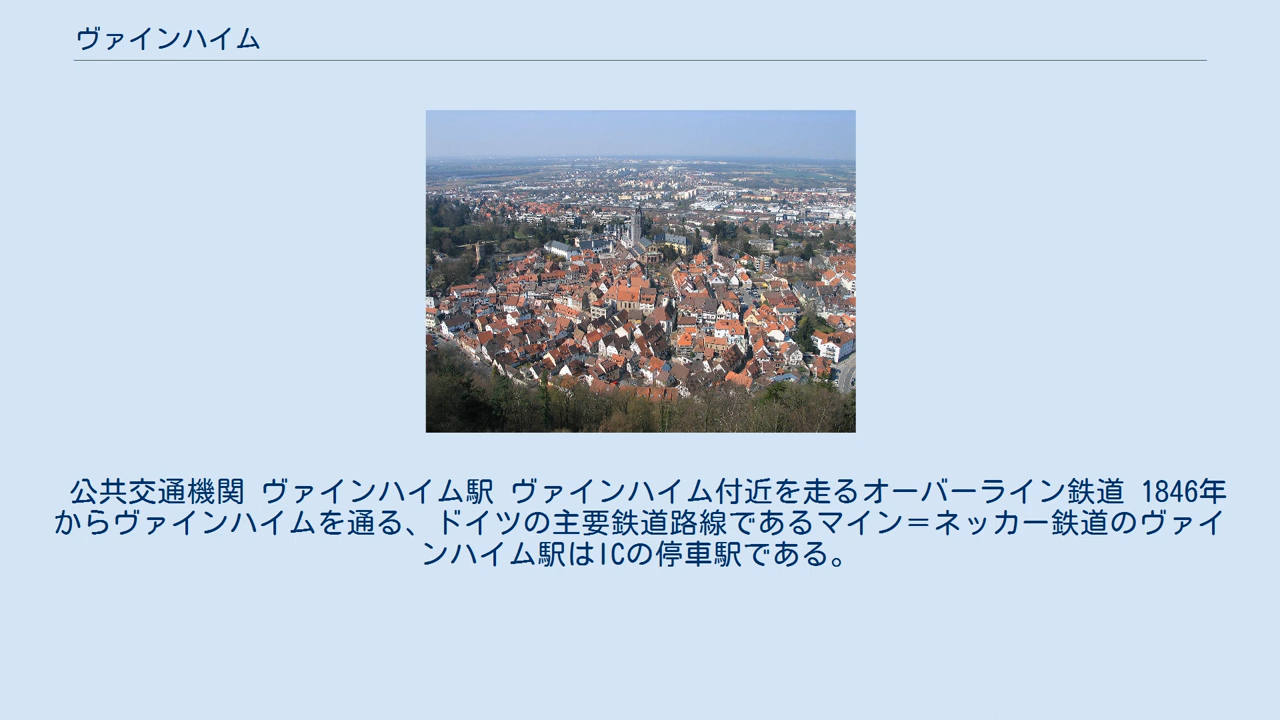 ヴァインハイム
公共交通機関 ヴァインハイム駅 ヴァインハイム付近を走るオーバーライン鉄道 1846年
からヴァインハイムを通る、ドイツの主要鉄道路線であるマイン＝ネッカー鉄道のヴァイ
ンハイム駅はICの停車駅である。